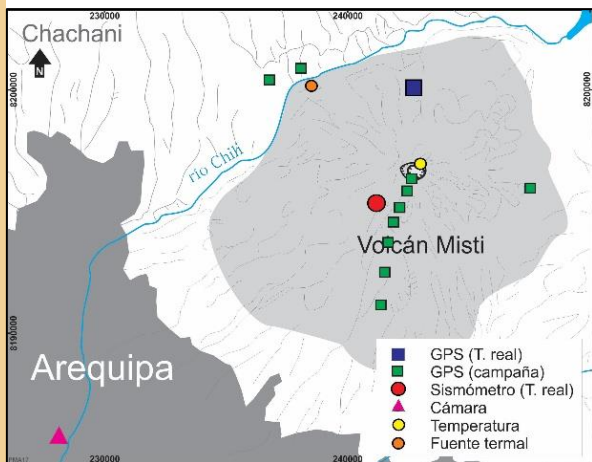 230000
240000
Chachani
N
8200000
8200000
río Chili
Volcán Misti
8190000
Arequipa
GPS (T. real)
GPS (campaña)
Sismómetro (T. real)
Cámara
Temperatura
Fuente termal
230000
240000